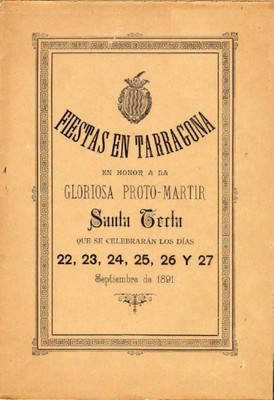 FIESTAS EN TARRAGONA
EN HONOR A LA
GLORIOSA PROTO-MARTIR
Santa Tecla
QUE SE CELEBRARÁN LOS DÍAS
22, 23, 24, 25, 26 Y 27
Septiembre de 1891